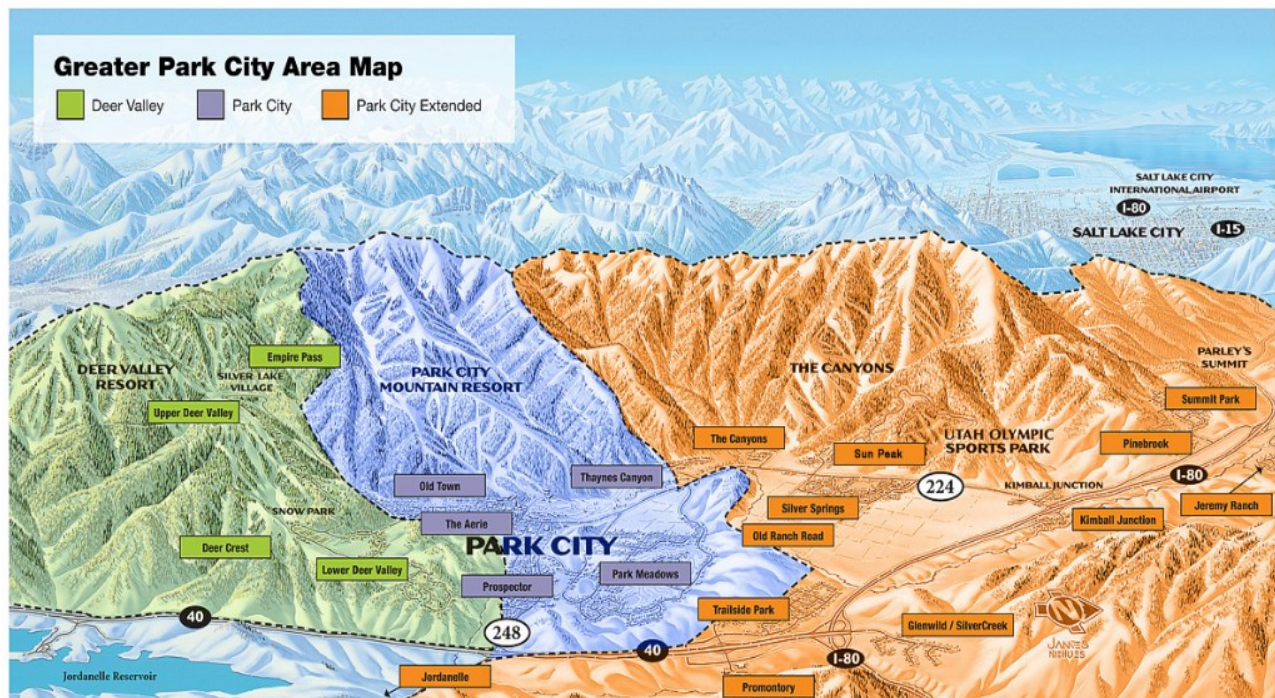 Greater Park City Area Map
Deer Valley
Park City
Park City Extended
SALT LAKE CITY
INTERNATIONAL AIRPORT
I-80
SALT LAKE CITY
I-15
Empire Pass
DEER VALLEY
RESORT
SILVER LAKE
VILLAGE
Upper Deer Valley
PARK CITY
MOUNTAIN RESORT
THE CANYONS
PARLEY'S
SUMMIT
Summit Park
The Canyons
Sun Peak
UTAH OLYMPIC
SPORTS PARK
Pinebrook
Old Town
Thaynes Canyon
224
KIMBALL JUNCTION
I-80
Jeremy Ranch
SNOW PARK
The Aerie
Silver Springs
Kimball Junction
Old Ranch Road
PARK CITY
Deer Crest
Lower Deer Valley
Prospector
Park Meadows
Trailside Park
Glenwild / SilverCreek
N
JAMES
NIEHUES
40
248
40
I-80
Jordanelle Reservoir
Jordanelle
Promontory